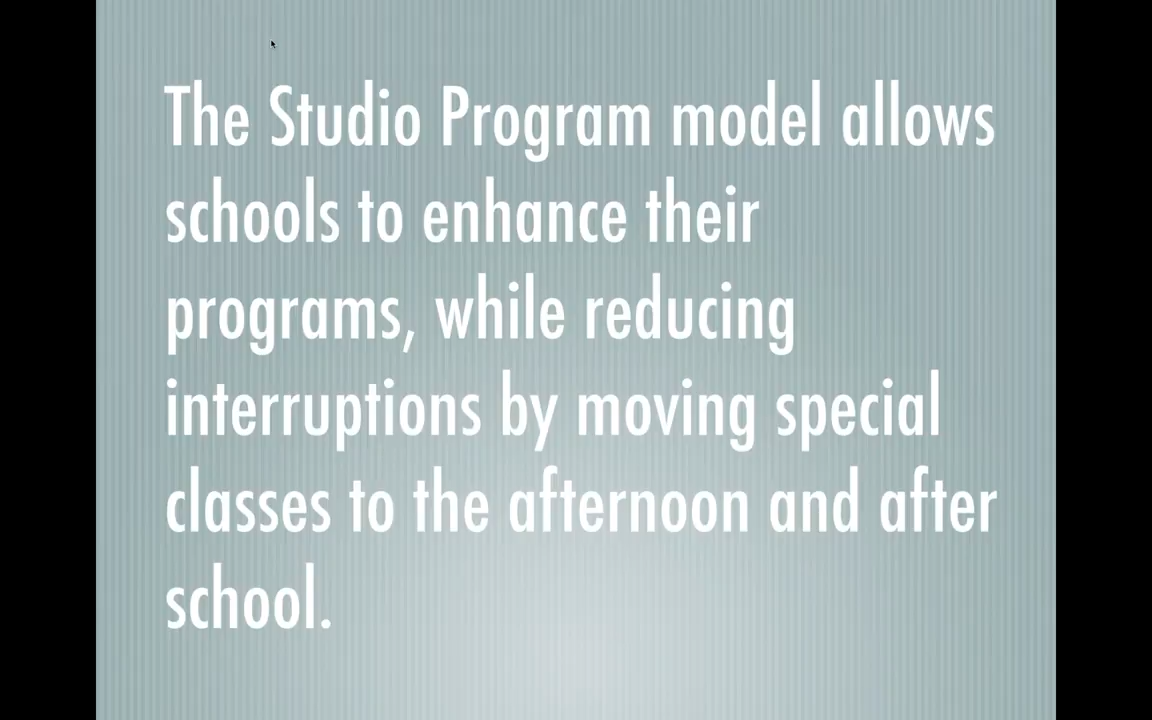 The Studio Program model allows
schools to enhance their
programs, while reducing
interruptions by moving special
classes to the afternoon and after
school.